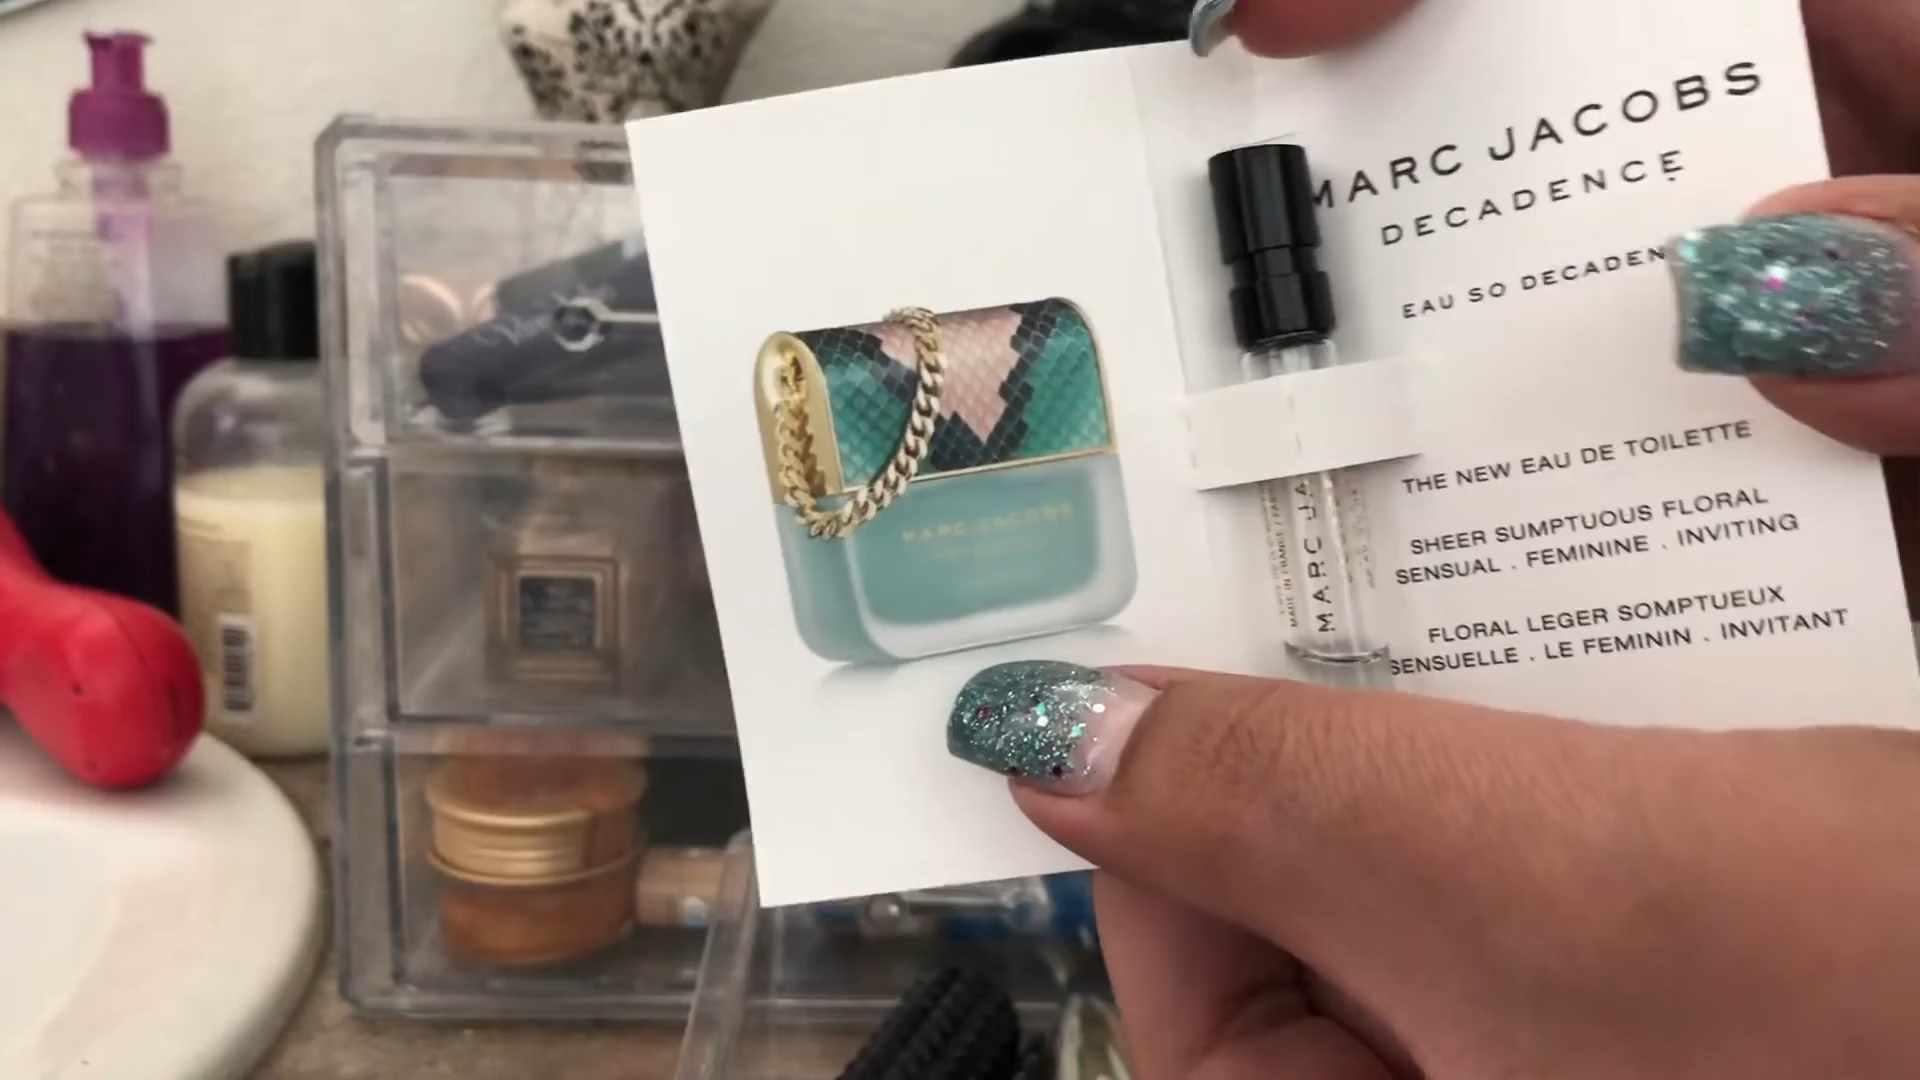 MARC JACOBS
DECADENCE
EAU SO DECADEN
THE NEW EAU DE TOILETTE
SHEER SUMPTUOUS FLORAL
SENSUAL . FEMININE . INVITING
FLORAL LEGER SOMPTUEUX
SENSUELLE . LE FEMININ . INVITANT
MARC JA
MADE IN FRANCE
MARC JACOBS